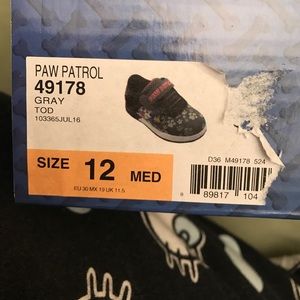 PAW PATROL
49178
GRAY
TOD
103365JUL16
SIZE 12 MED
EU 30 MX 19 UK 11.5
D36 M49178 524
89817 104